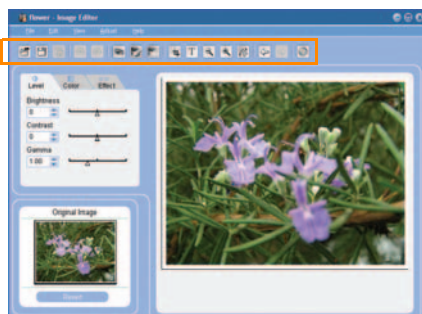 flower - Image Editor
File Edit View Adjust Help
T
Level Color Effect
Brightness
0
Contrast
0
Gamma
1.00
Original Image